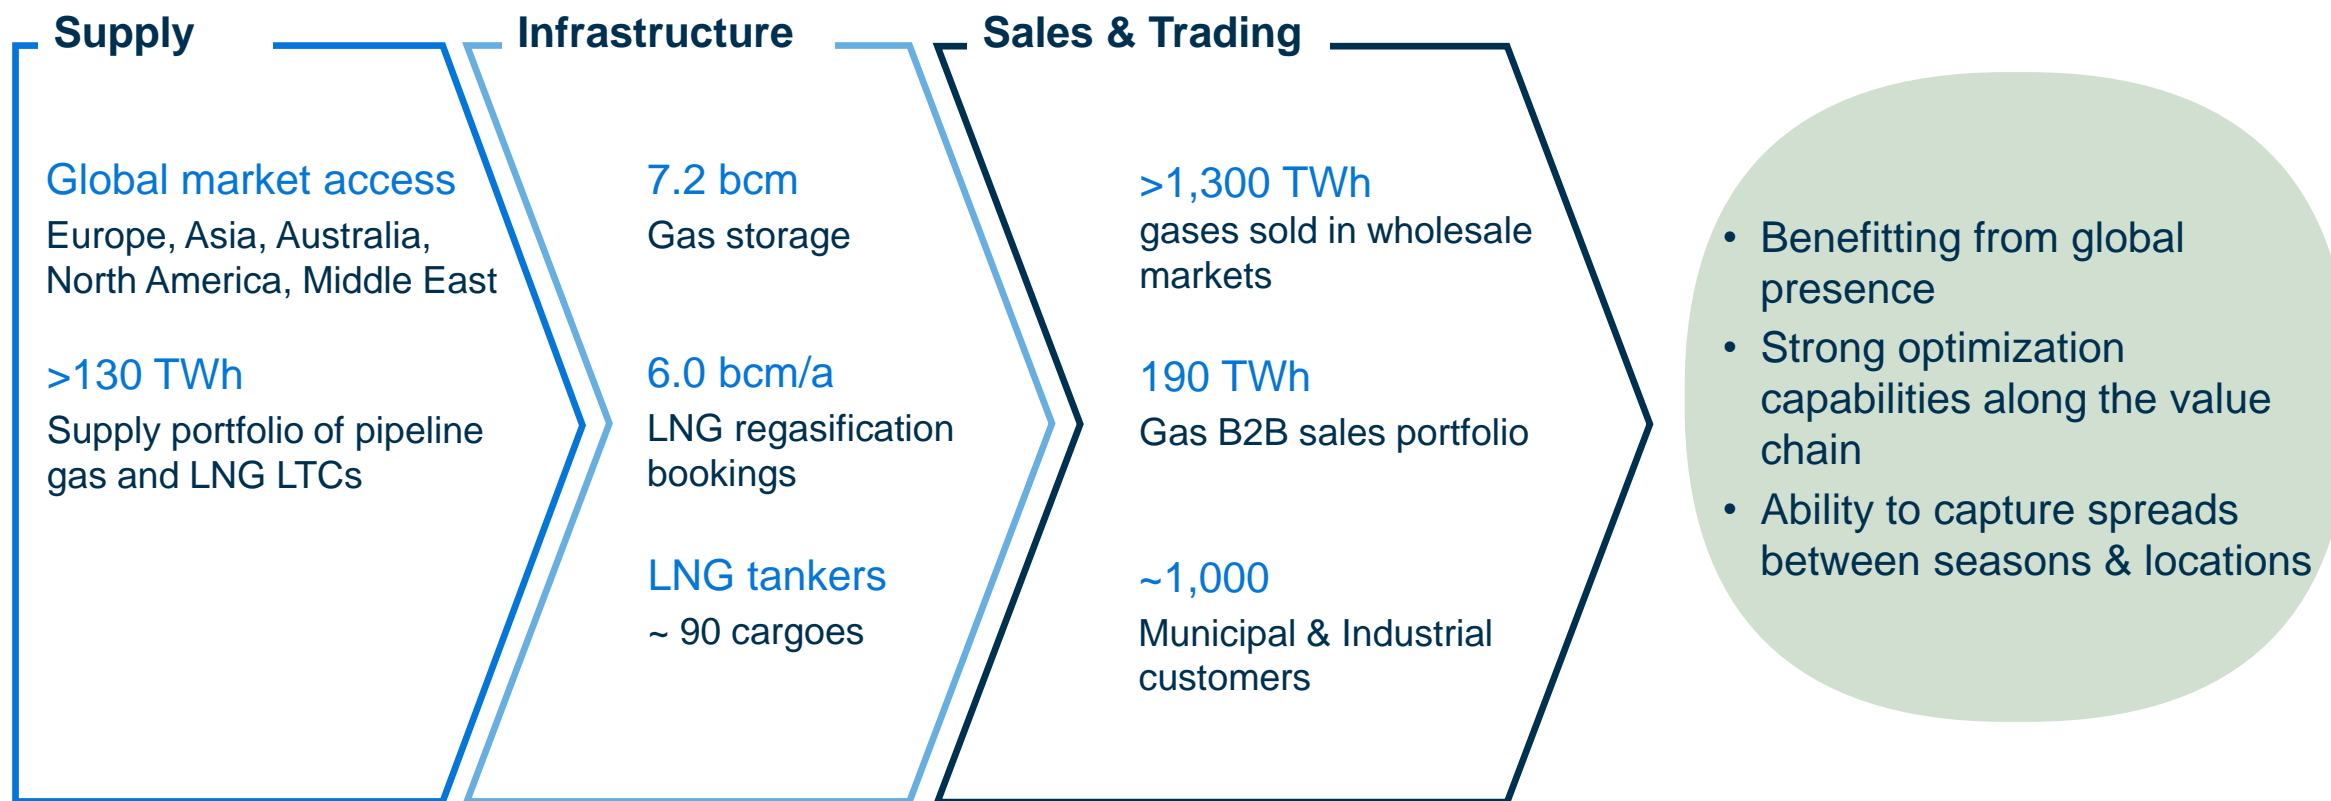 Supply
Global market access
Europe, Asia, Australia,
North America, Middle East
>130 TWh
Supply portfolio of pipeline
gas and LNG LTCs
Infrastructure
7.2 bcm
Gas storage
6.0 bcm/a
LNG regasification
bookings
LNG tankers
~ 90 cargoes
Sales & Trading
>1,300 TWh
gases sold in wholesale
markets
190 TWh
Gas B2B sales portfolio
~1,000
Municipal & Industrial
customers
• Benefitting from global
presence
• Strong optimization
capabilities along the value
chain
• Ability to capture spreads
between seasons & locations